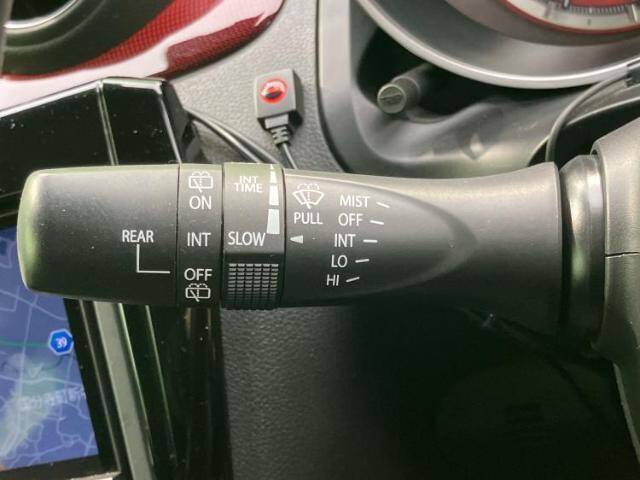 ON
INT
OFF
REAR
INT
TIME
SLOW
PULL
MIST
OFF
INT
LO
HI
39